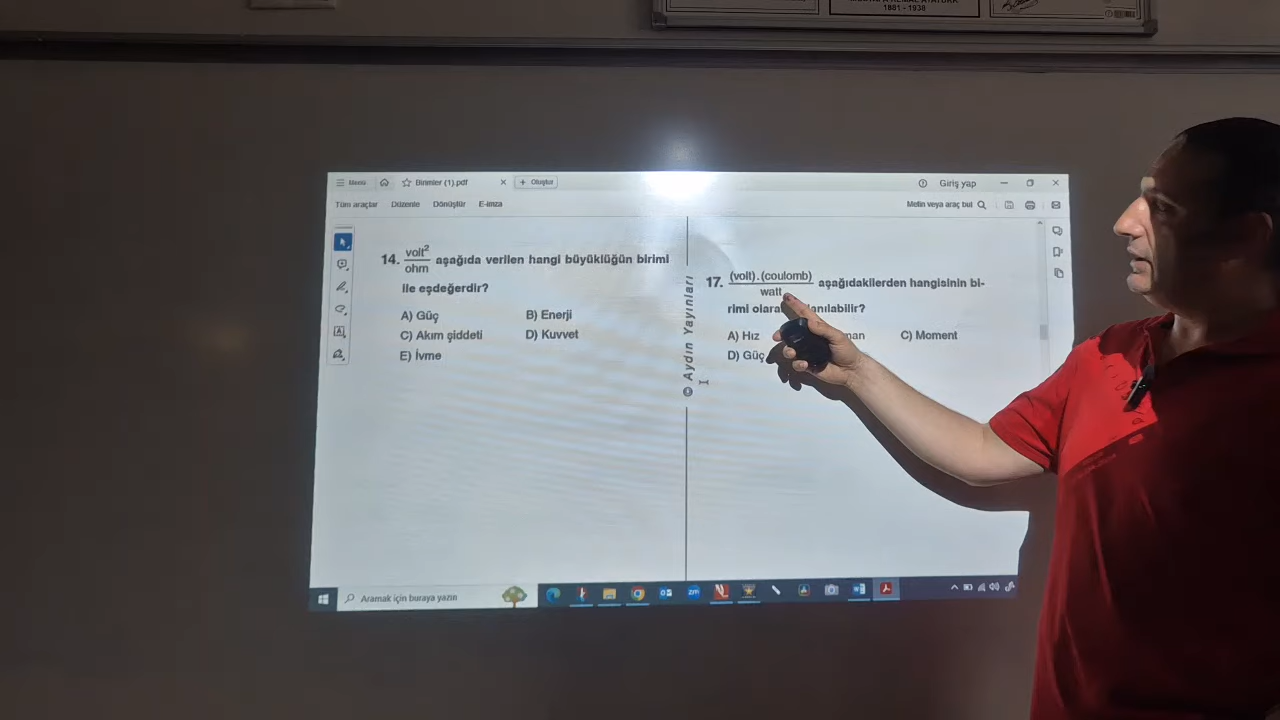 1881 - 1938
Menü
Birimler (1).pdf
+ Oluştur
Giriş yap
Tüm araçlar
Düzenle
Dönüştür
E-imza
Metin veya araç bul
14. volt²
ohm
aşağıda verilen hangi büyüklüğün birimi
ile eşdeğerdir?
A) Güç
B) Enerji
C) Akım şiddeti
D) Kuvvet
E) İvme
© Aydın Yayınları
17. (volt).(coulomb)
watt
aşağıdakilerden hangisinin bi-
rimi olarak
A) Hız
C) Moment
D) Güç
Aramak için buraya yazın